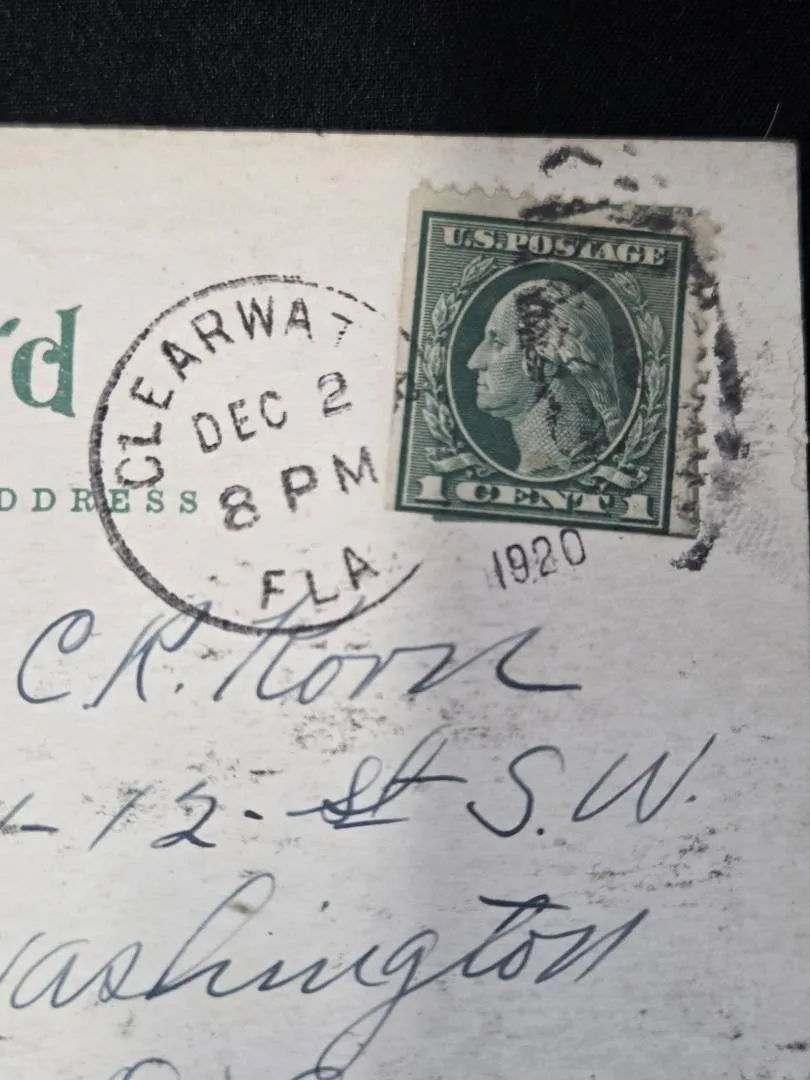 U.S. POSTAGE
1 CENT 1
CLEARWAT
DEC 2
8 PM
FLA
1920
rd
DDRESS
C.R. Korn
12 - St S.W.
Washington